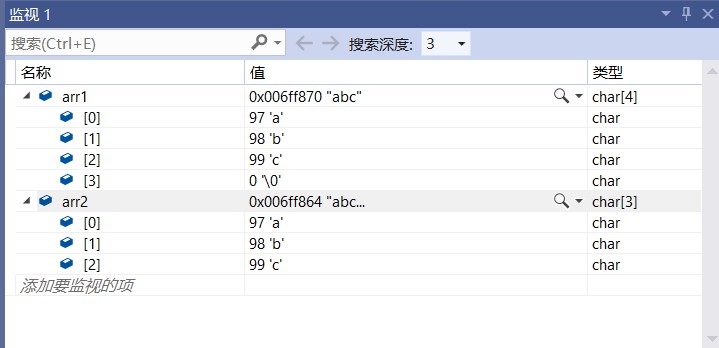 监视 1
搜索(Ctrl+E) 搜索深度: 3
名称 值 类型
arr1 0x006ff870 "abc" char[4]
[0] 97 'a' char
[1] 98 'b' char
[2] 99 'c' char
[3] 0 '\0' char
arr2 0x006ff864 "abc... char[3]
[0] 97 'a' char
[1] 98 'b' char
[2] 99 'c' char
添加要监视的项